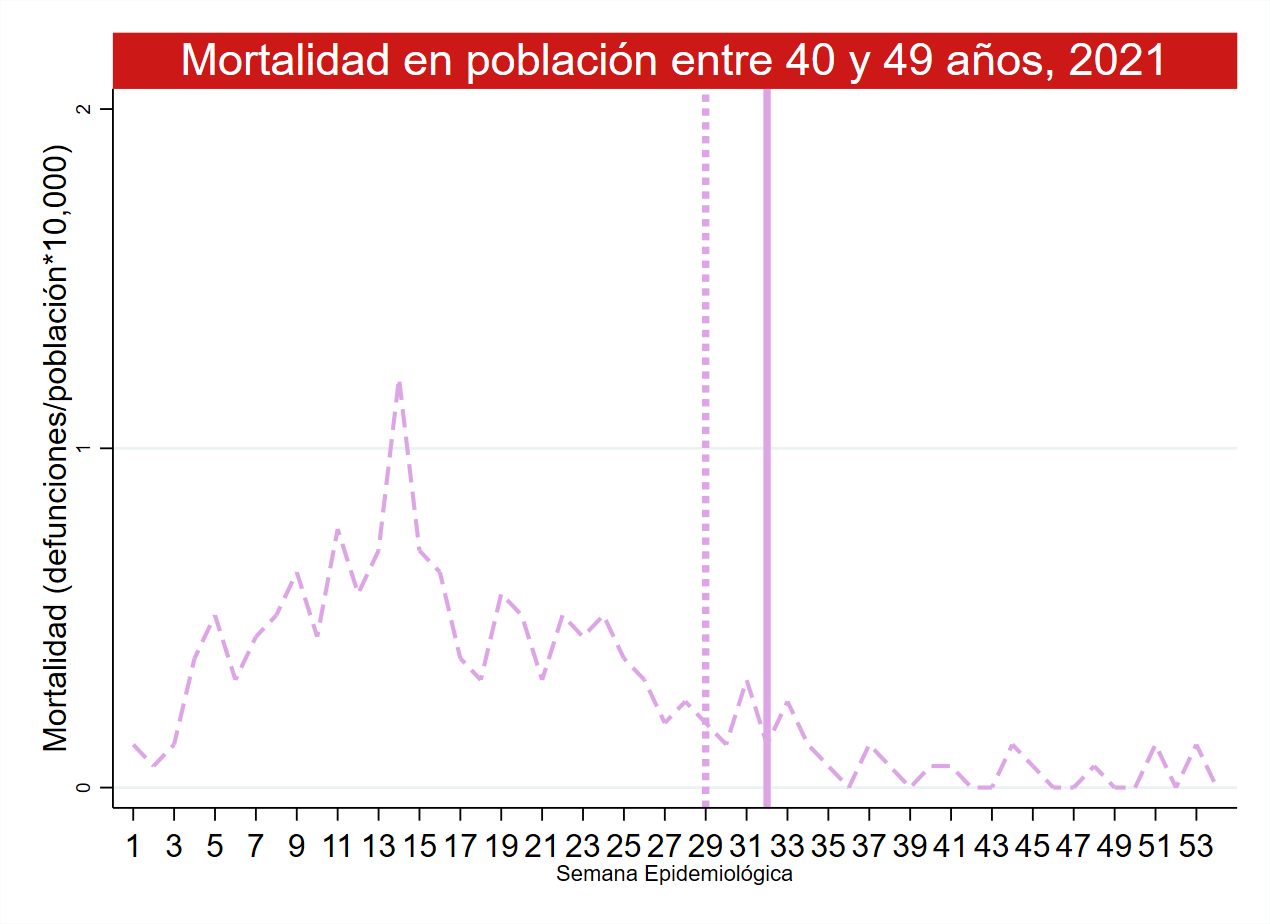 Mortalidad en población entre 40 y 49 años, 2021
Mortalidad (defunciones/población*10,000)
2
1
0
1 3 5 7 9 11 13 15 17 19 21 23 25 27 29 31 33 35 37 39 41 43 45 47 49 51 53
Semana Epidemiológica